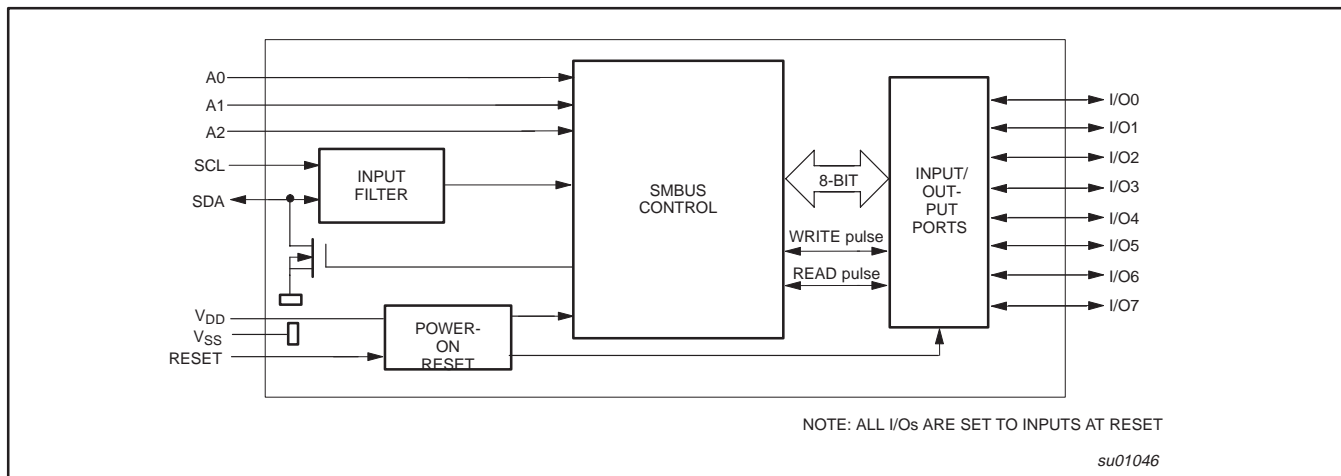 A0
A1
A2
SCL
SDA
INPUT
FILTER
SMBUS
CONTROL
8-BIT
WRITE pulse
READ pulse
INPUT/
OUT-
PUT
PORTS
I/O0
I/O1
I/O2
I/O3
I/O4
I/O5
I/O6
I/O7
VDD
VSS
RESET
POWER-
ON
RESET
NOTE: ALL I/Os ARE SET TO INPUTS AT RESET
su01046